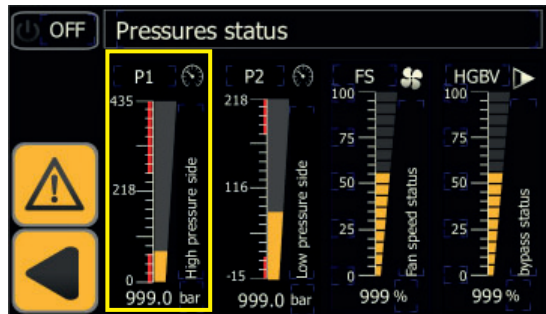 OFF
Pressures status
P1
435
218
0
High pressure side
999.0 bar
P2
218
116
-15
Low pressure side
999.0 bar
FS
100
75
50
25
0
Fan speed status
999 %
HGBV
100
75
50
25
0
bypass status
999 %